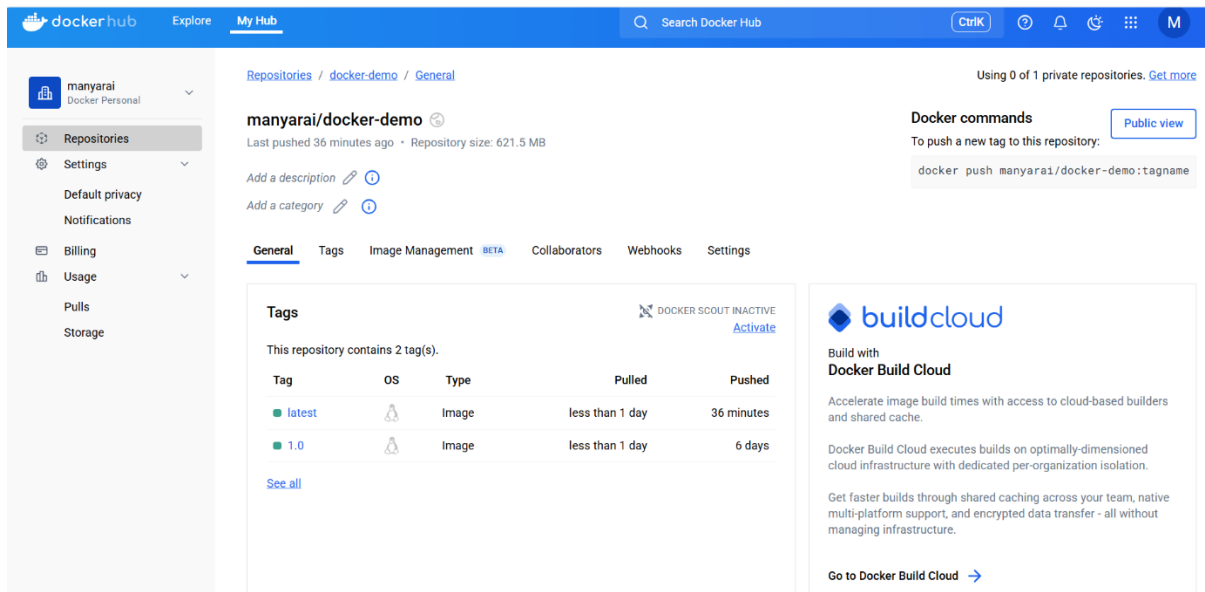 dockerhub Explore My Hub Search Docker Hub CtrlK M
manyarai
Docker Personal
Repositories
Settings
Default privacy
Notifications
Billing
Usage
Pulls
Storage
Repositories / docker-demo / General
Using 0 of 1 private repositories. Get more
manyarai/docker-demo
Last pushed 36 minutes ago • Repository size: 621.5 MB
Add a description
Add a category
Docker commands
Public view
To push a new tag to this repository:
docker push manyarai/docker-demo:tagname
General Tags Image Management BETA Collaborators Webhooks Settings
Tags
DOCKER SCOUT INACTIVE
Activate
This repository contains 2 tag(s).
Tag OS Type Pulled Pushed
latest Image less than 1 day 36 minutes
1.0 Image less than 1 day 6 days
See all
buildcloud
Build with
Docker Build Cloud
Accelerate image build times with access to cloud-based builders
and shared cache.
Docker Build Cloud executes builds on optimally-dimensioned
cloud infrastructure with dedicated per-organization isolation.
Get faster builds through shared caching across your team, native
multi-platform support, and encrypted data transfer - all without
managing infrastructure.
Go to Docker Build Cloud